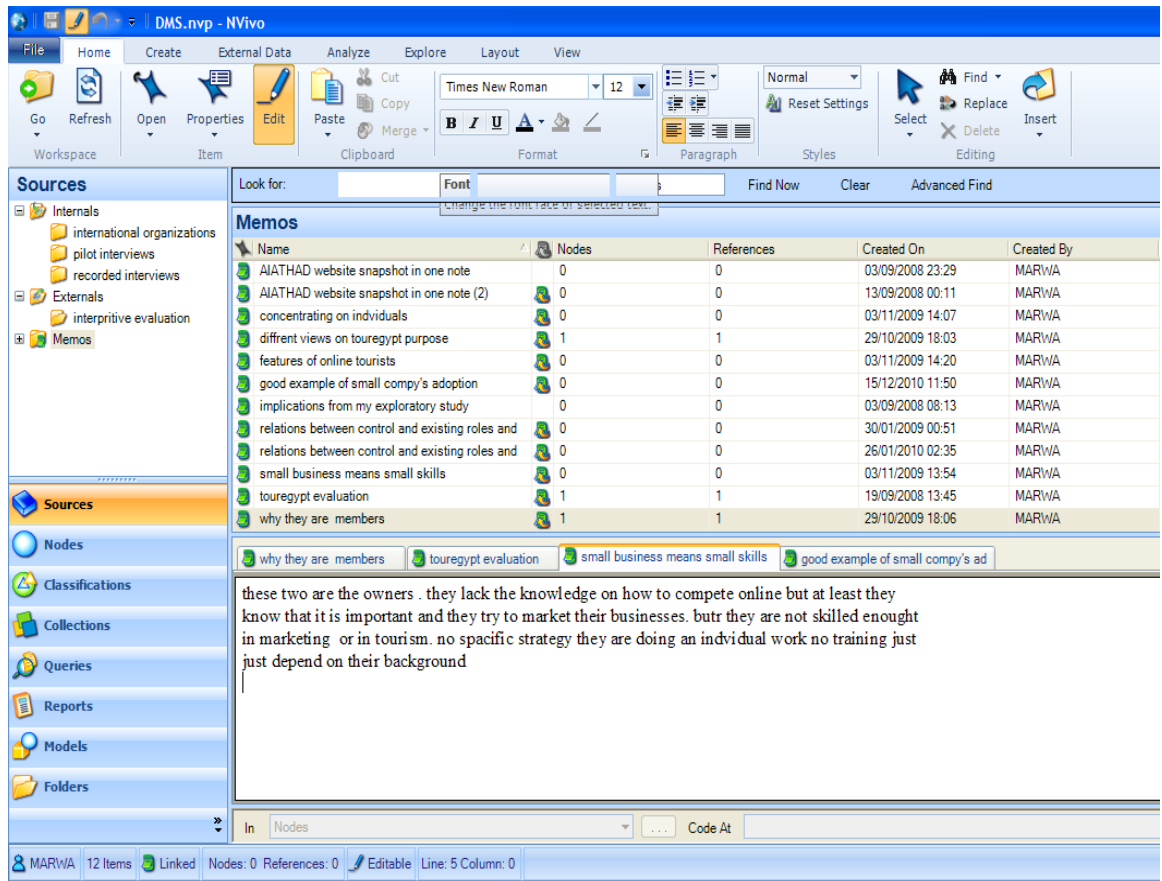 DMS.nvp - NVivo
File Home Create External Data Analyze Explore Layout View
Go Refresh Open Properties Edit Paste Cut Copy Merge
Times New Roman 12
B I U A
Normal
Reset Settings
Select Find Replace Delete Insert
Workspace Item Clipboard Format Paragraph Styles Editing
Sources
Internals
international organizations
pilot interviews
recorded interviews
Externals
interpritive evaluation
Memos
Sources
Nodes
Classifications
Collections
Queries
Reports
Models
Folders
Look for: Font Find Now Clear Advanced Find
Change the font face of selected text.
Memos
Name Nodes References Created On Created By
AIATHAD website snapshot in one note 0 0 03/09/2008 23:29 MARWA
AIATHAD website snapshot in one note (2) 0 0 13/09/2008 00:11 MARWA
concentrating on indviduals 0 0 03/11/2009 14:07 MARWA
diffrent views on touregypt purpose 1 1 29/10/2009 18:03 MARWA
features of online tourists 0 0 03/11/2009 14:20 MARWA
good example of small compy's adoption 0 0 15/12/2010 11:50 MARWA
implications from my exploratory study 0 0 03/09/2008 08:13 MARWA
relations between control and existing roles and 0 0 30/01/2009 00:51 MARWA
relations between control and existing roles and 0 0 26/01/2010 02:35 MARWA
small business means small skills 0 0 03/11/2009 13:54 MARWA
touregypt evaluation 1 1 19/09/2008 13:45 MARWA
why they are members 1 1 29/10/2009 18:06 MARWA
why they are members touregypt evaluation small business means small skills good example of small compy's ad
these two are the owners . they lack the knowledge on how to compete online but at least they
know that it is important and they try to market their businesses. butr they are not skilled enought
in marketing or in tourism. no spacific strategy they are doing an indvidual work no training just
just depend on their background
In Nodes ... Code At
MARWA 12 Items Linked Nodes: 0 References: 0 Editable Line: 5 Column: 0